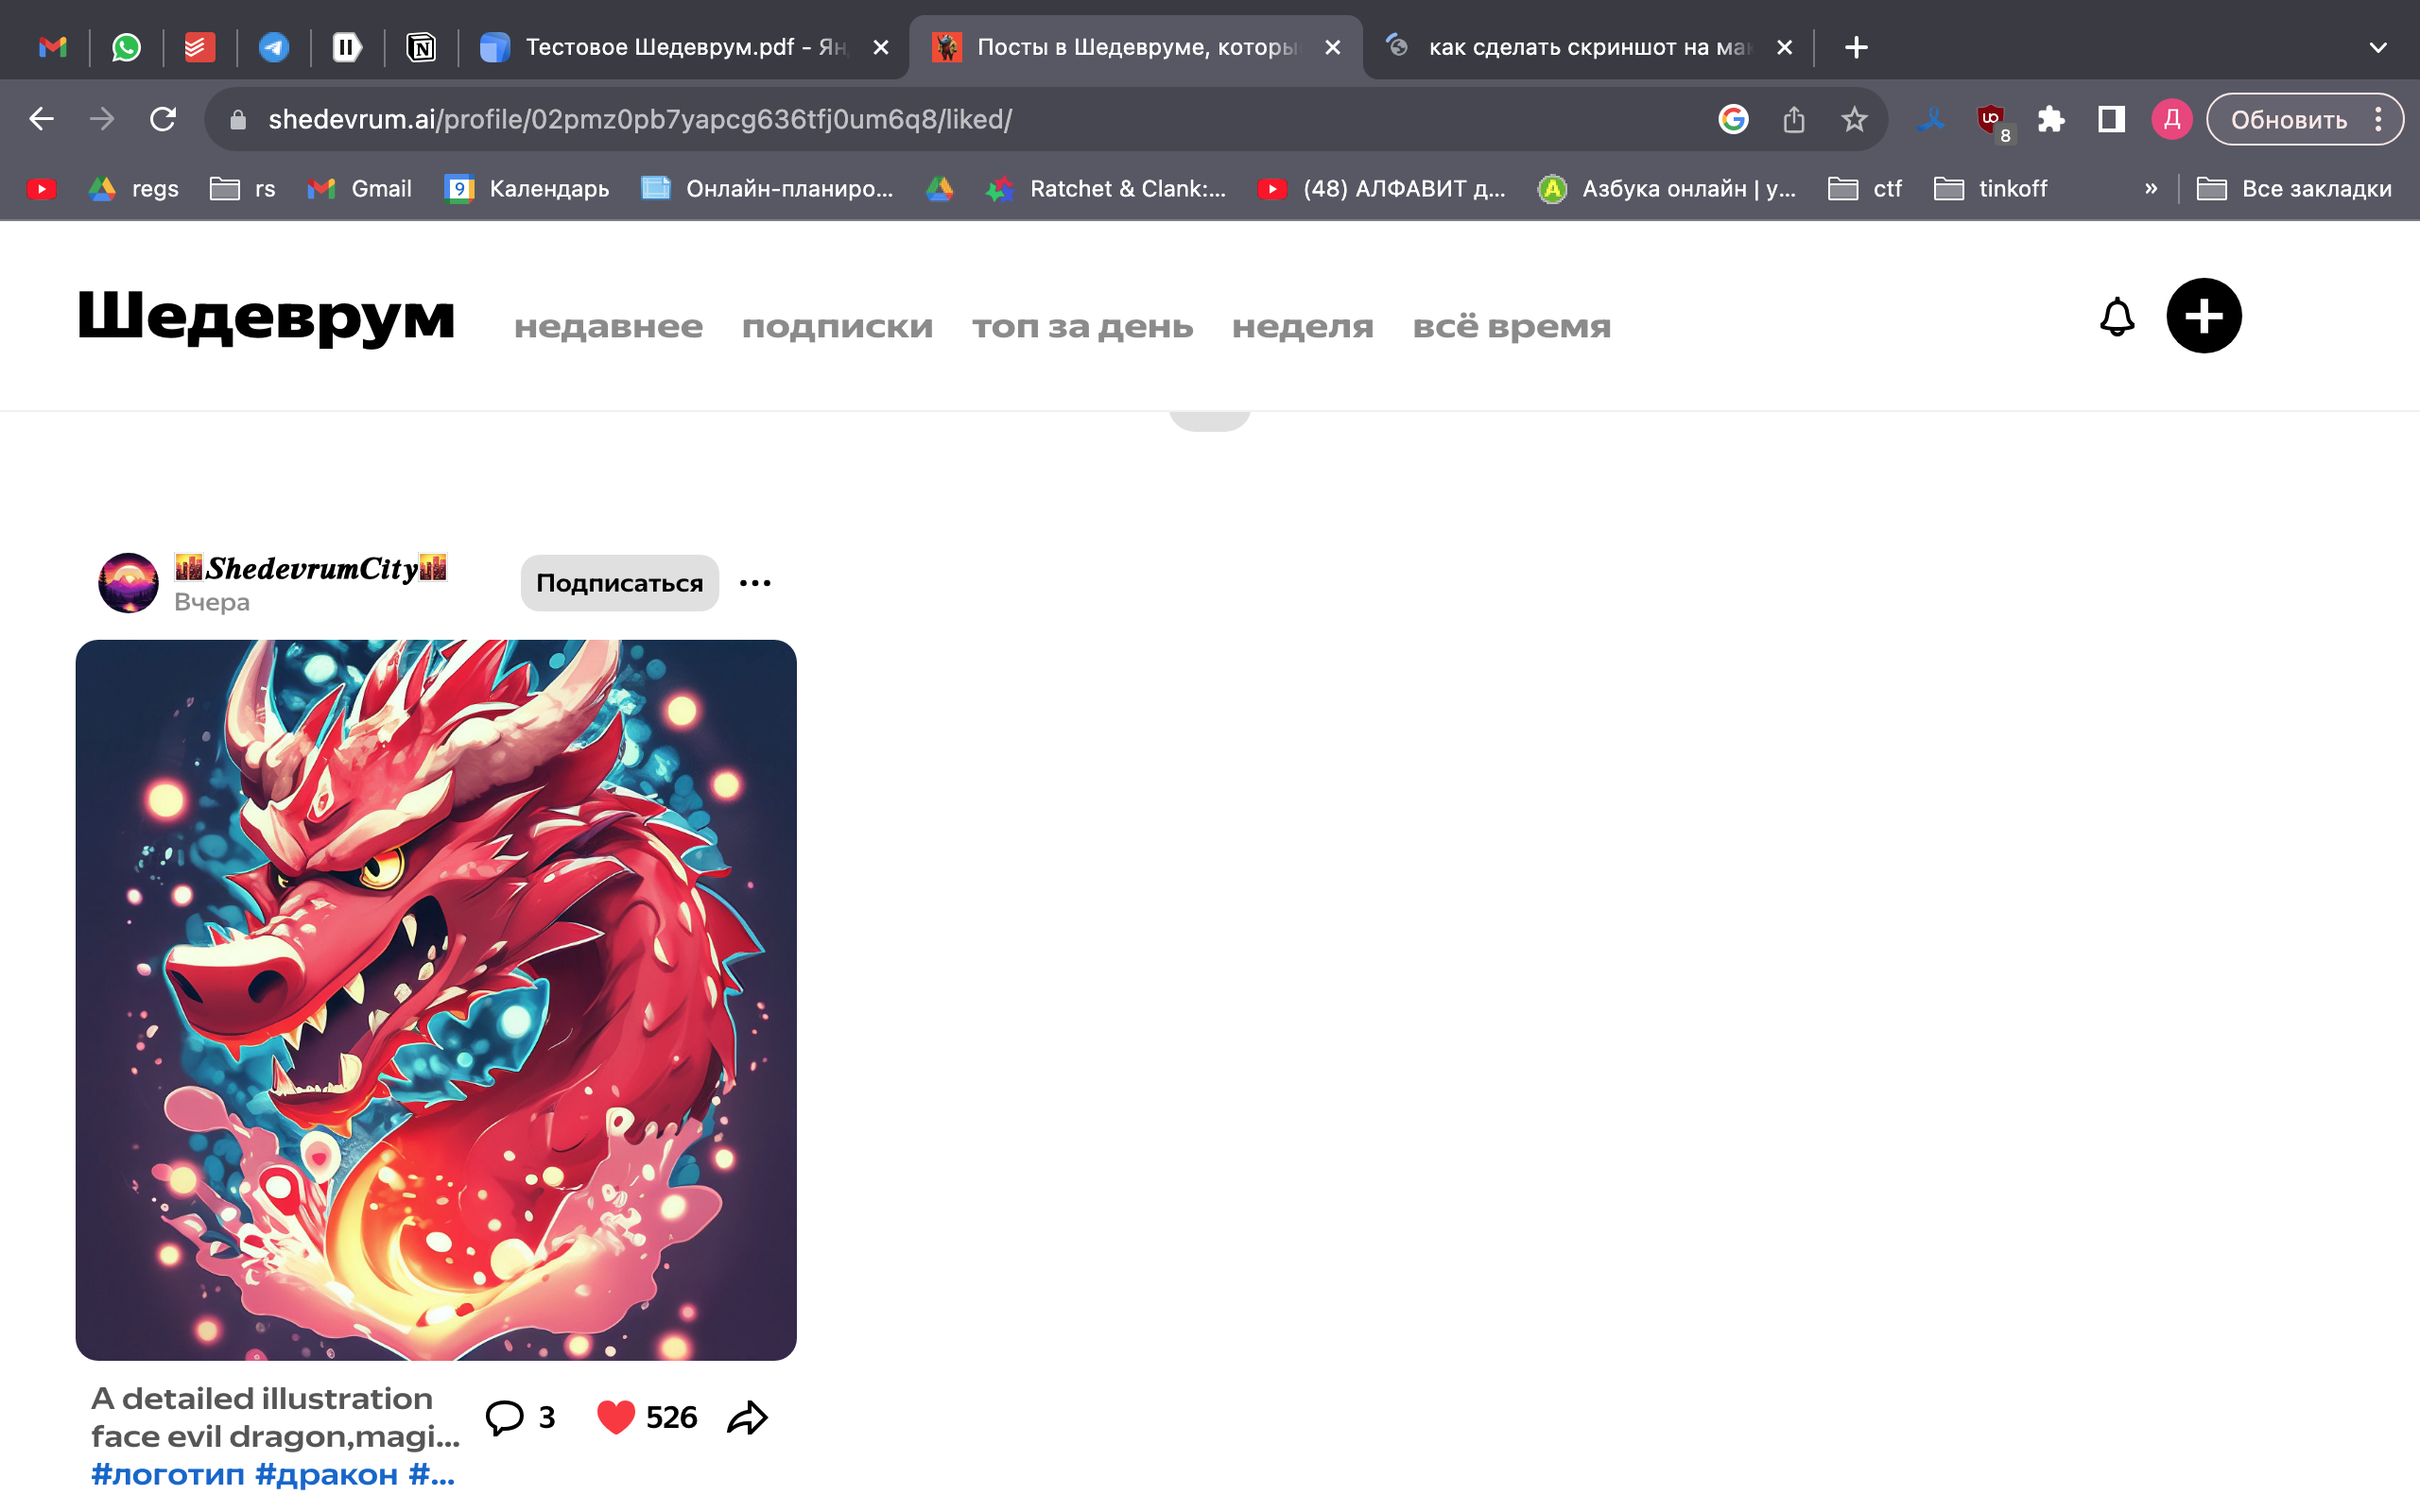 Тестовое Шедеврум.pdf - Ян
Посты в Шедевруме, которы
как сделать скриншот на мак
shedevrum.ai/profile/02pmz0pb7yapcg636tfj0um6q8/liked/
8
Д
Обновить
regs
rs
Gmail
9
Календарь
Онлайн-планиро...
Ratchet & Clank:...
(48) АЛФАВИТ д...
Азбука онлайн | у...
ctf
tinkoff
»
Все закладки
Шедеврум
недавнее
подписки
топ за день
неделя
всё время
🌇ShedevrumCity🌇
Вчера
Подписаться
A detailed illustration
face evil dragon,magi...
#логотип #дракон #...
3
526